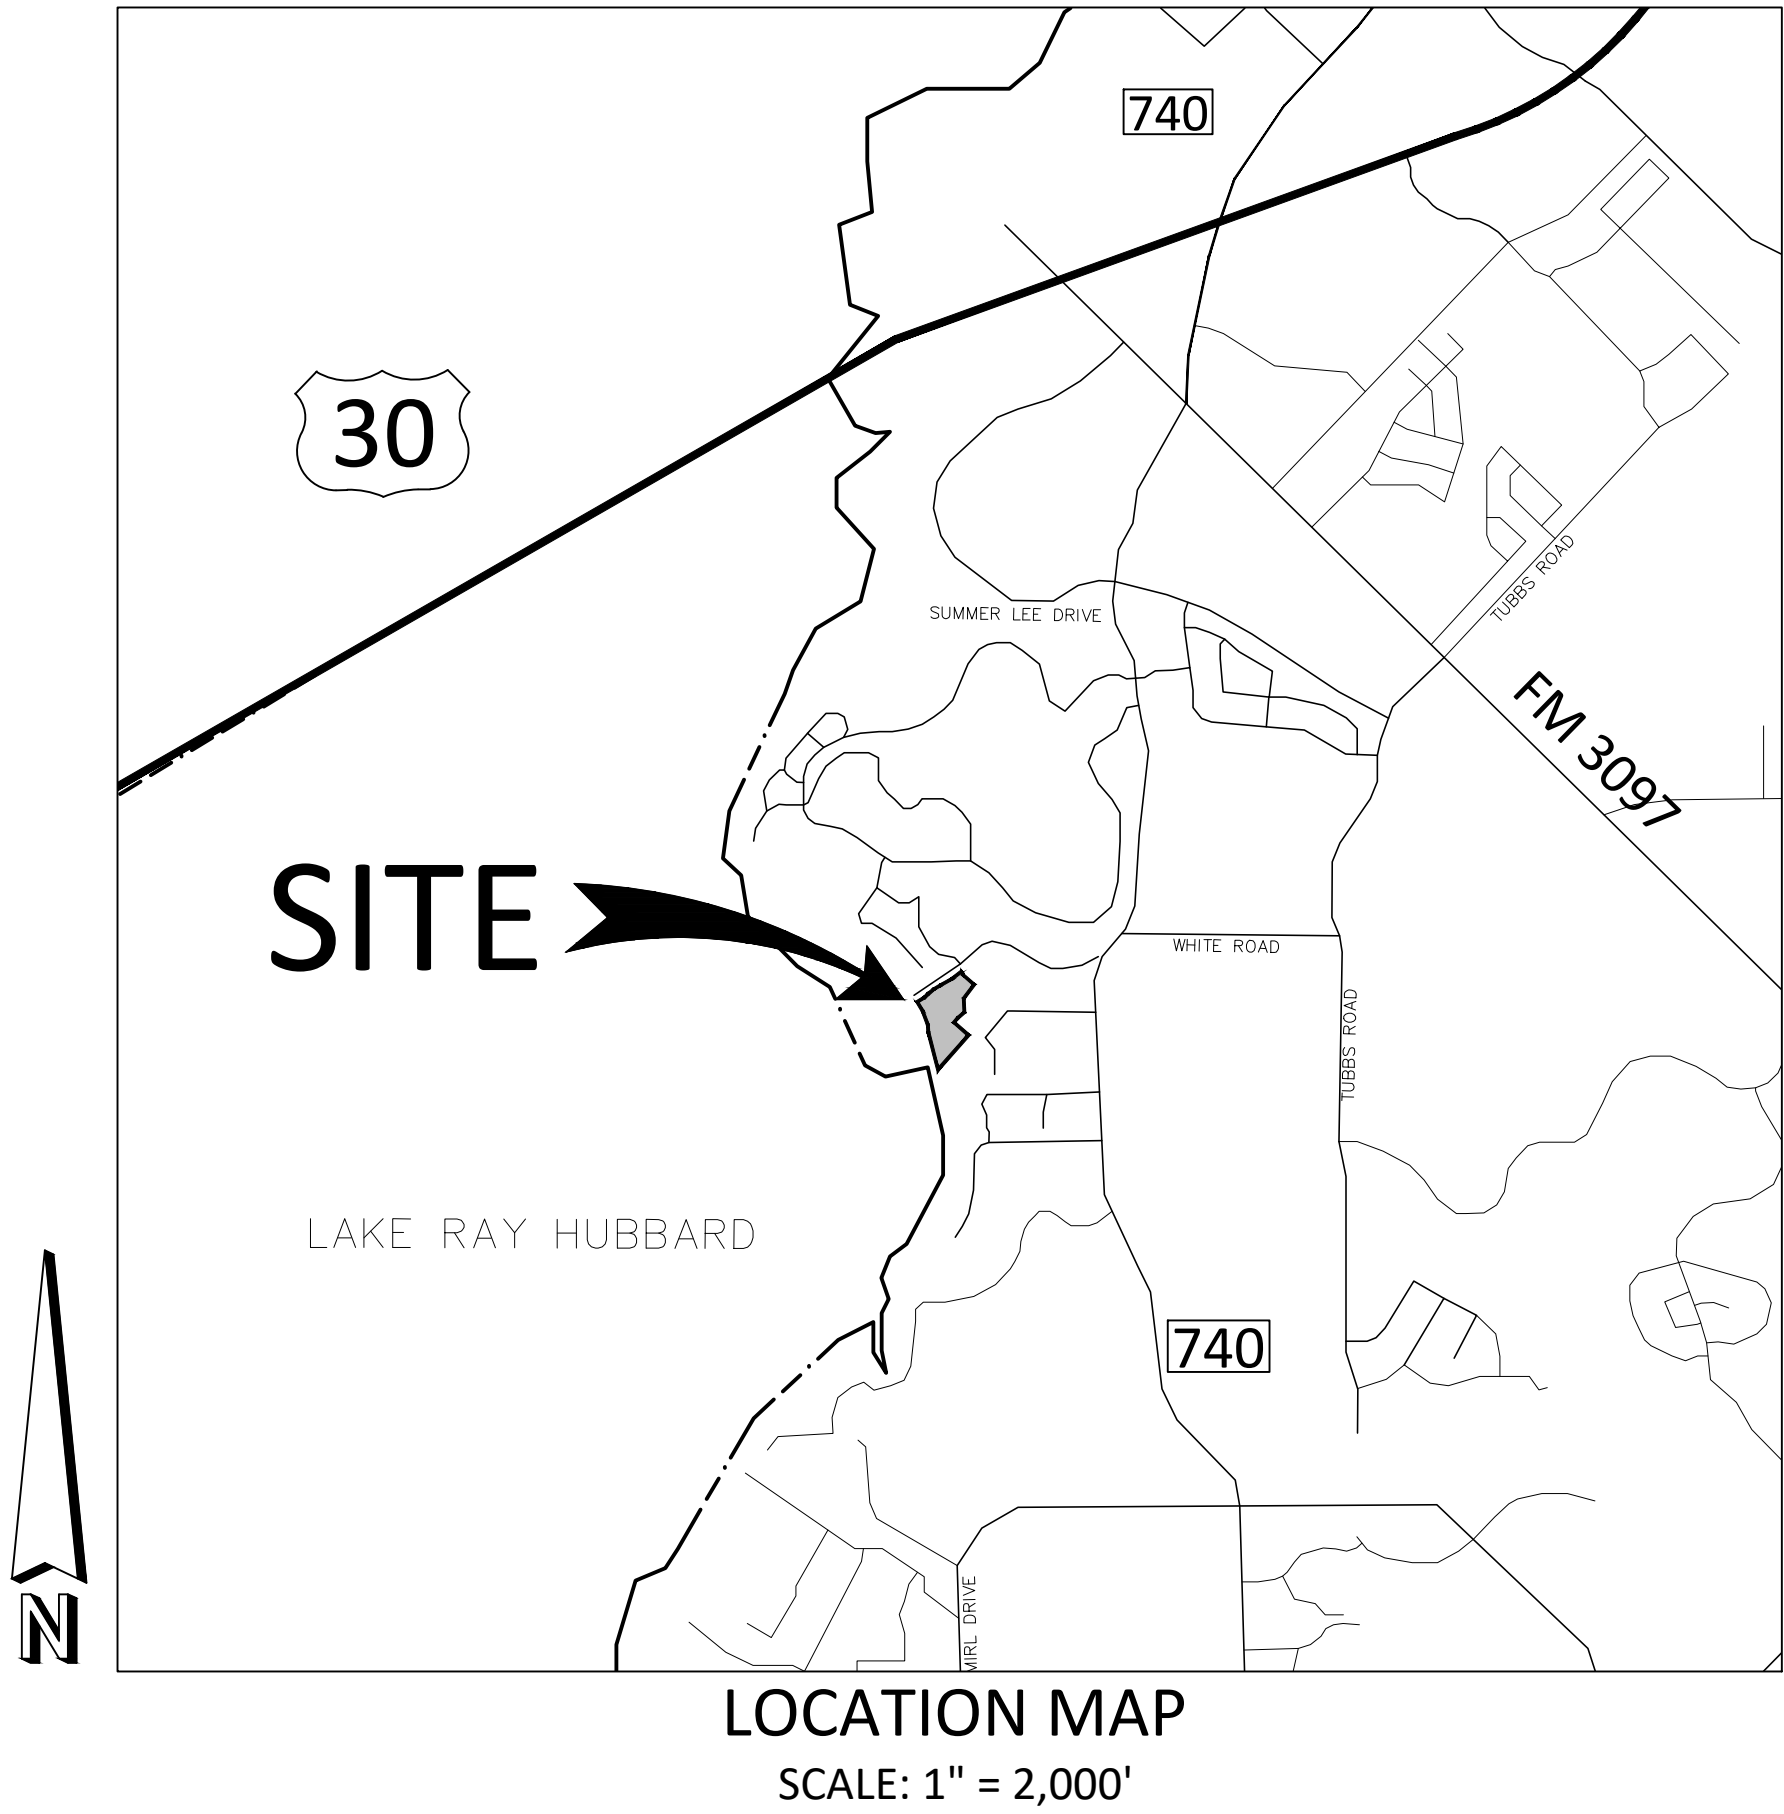 740
30
SUMMER LEE DRIVE
TUBBS ROAD
FM 3097
SITE
WHITE ROAD
TUBBS ROAD
LAKE RAY HUBBARD
740
MIRL DRIVE
N
LOCATION MAP
SCALE: 1" = 2,000'